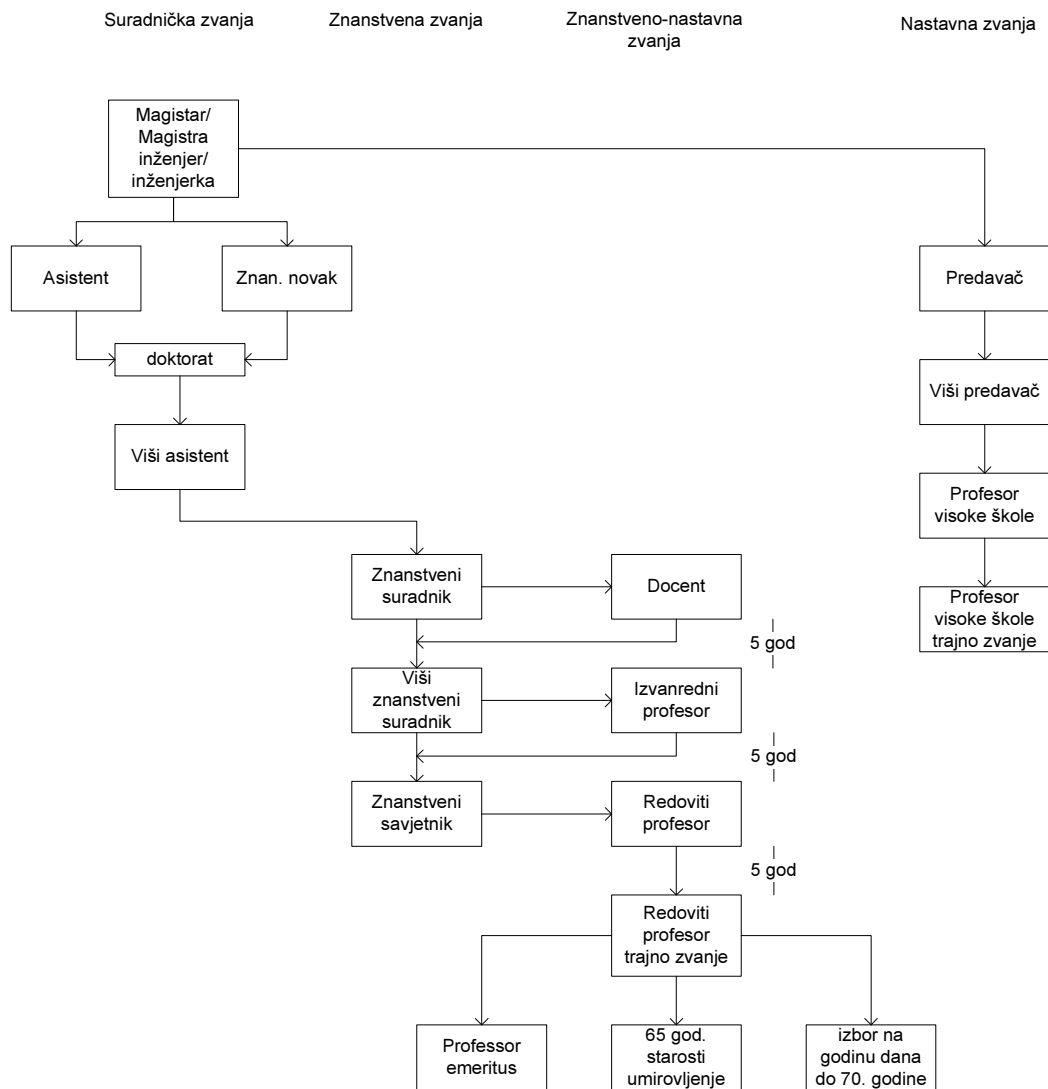 Suradnička zvanja
Znanstvena zvanja
Znanstveno-nastavna
zvanja
Nastavna zvanja
Magistar/
Magistra
inženjer/
inženjerka
Asistent
Znan. novak
Predavač
doktorat
Viši predavač
Viši asistent
Profesor
visoke škole
Znanstveni
suradnik
Docent
Profesor
visoke škole
trajno zvanje
5 god
Viši
znanstveni
suradnik
Izvanredni
profesor
5 god
Znanstveni
savjetnik
Redoviti
profesor
5 god
Redoviti
profesor
trajno zvanje
Professor
emeritus
65 god.
starosti
umirovljenje
izbor na
godinu dana
do 70. godine